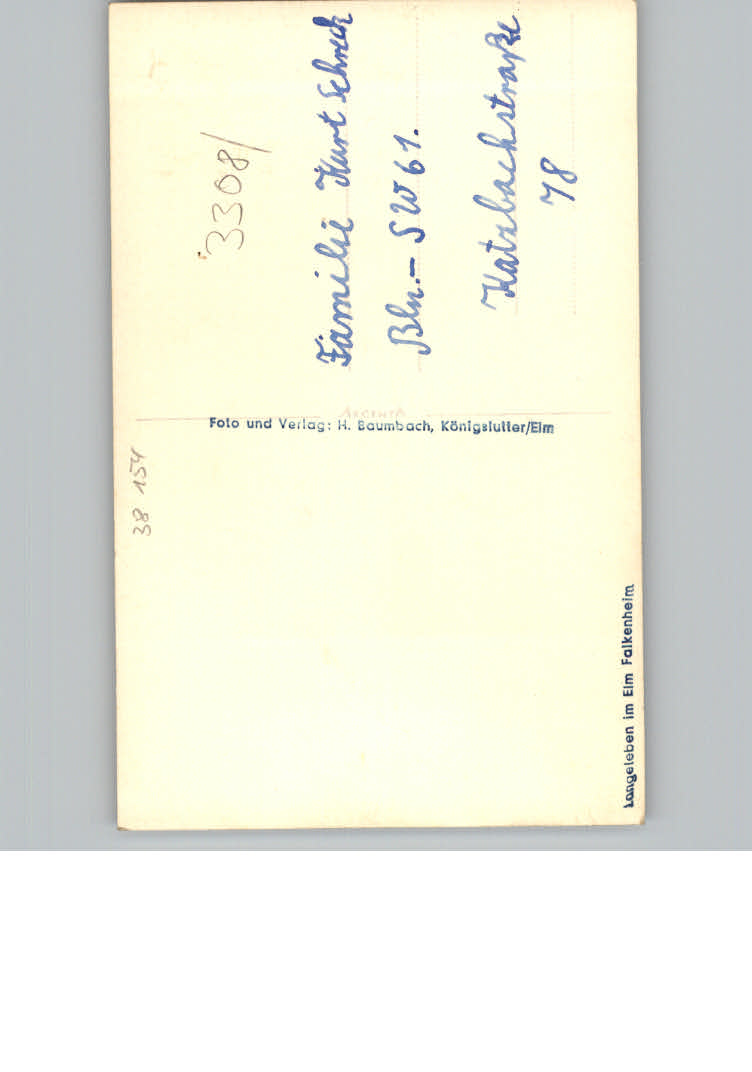 3308/
Familie Kurt Schreck
Bln.- SW 61.
Katzbachstraße
78
Foto und Verlag: H. Baumbach, Königslutter/Elm
38 154
Langeleben im Elm Falkenheim